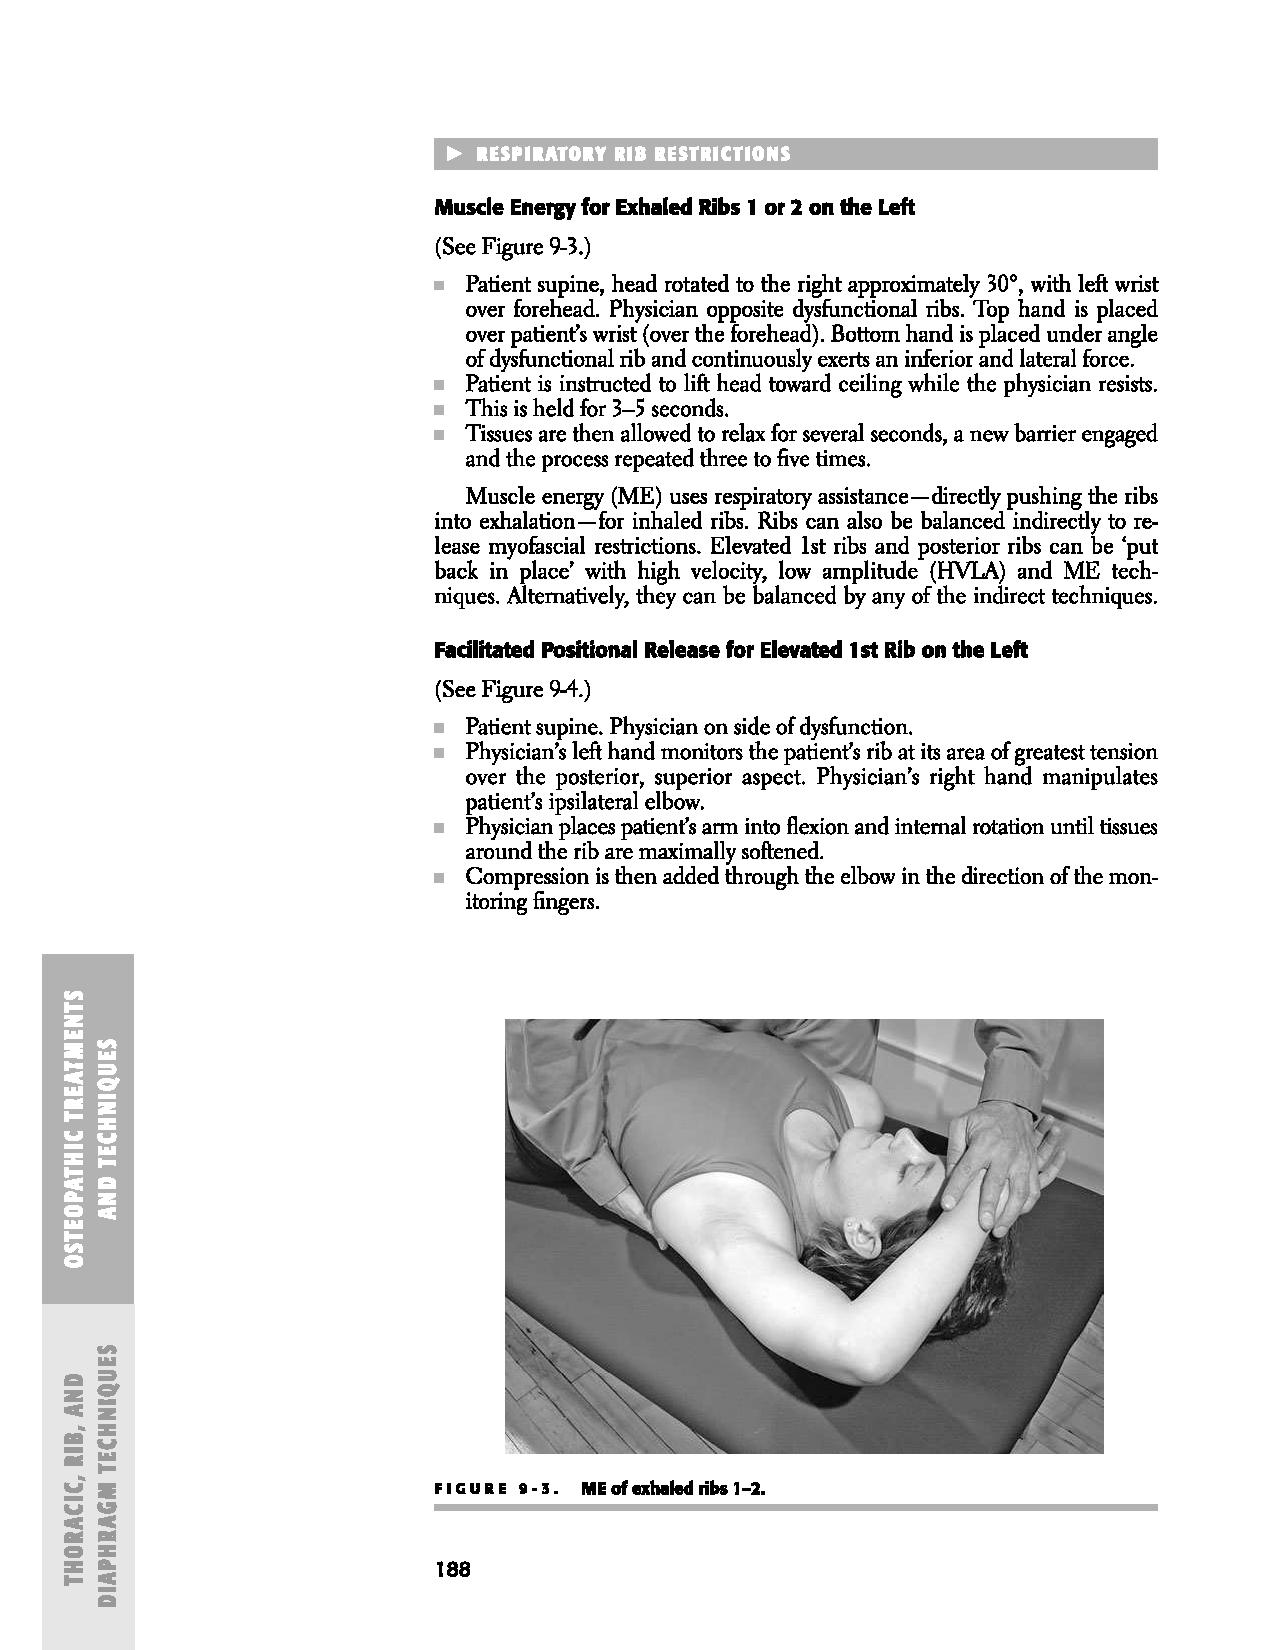 RESPIRATORY RIB RESTRICTIONS
Muscle Energy for Exhaled Ribs 1 or 2 on the Left
(See Figure 9-3.)
■ Patient supine, head rotated to the right approximately 30°, with left wrist
over forehead. Physician opposite dysfunctional ribs. Top hand is placed
over patient's wrist (over the forehead). Bottom hand is placed under angle
of dysfunctional rib and continuously exerts an inferior and lateral force.
■ Patient is instructed to lift head toward ceiling while the physician resists.
■ This is held for 3–5 seconds.
■ Tissues are then allowed to relax for several seconds, a new barrier engaged
and the process repeated three to five times.
Muscle energy (ME) uses respiratory assistance—directly pushing the ribs
into exhalation—for inhaled ribs. Ribs can also be balanced indirectly to re-
lease myofascial restrictions. Elevated 1st ribs and posterior ribs can be ‘put
back in place’ with high velocity, low amplitude (HVLA) and ME tech-
niques. Alternatively, they can be balanced by any of the indirect techniques.
Facilitated Positional Release for Elevated 1st Rib on the Left
(See Figure 9-4.)
■ Patient supine. Physician on side of dysfunction.
■ Physician's left hand monitors the patient's rib at its area of greatest tension
over the posterior, superior aspect. Physician's right hand manipulates
patient's ipsilateral elbow.
■ Physician places patient's arm into flexion and internal rotation until tissues
around the rib are maximally softened.
■ Compression is then added through the elbow in the direction of the mon-
itoring fingers.
OSTEOPATHIC TREATMENTS
AND TECHNIQUES
THORACIC, RIB, AND
DIAPHRAGM TECHNIQUES
FIGURE 9-3. ME of exhaled ribs 1–2.
188